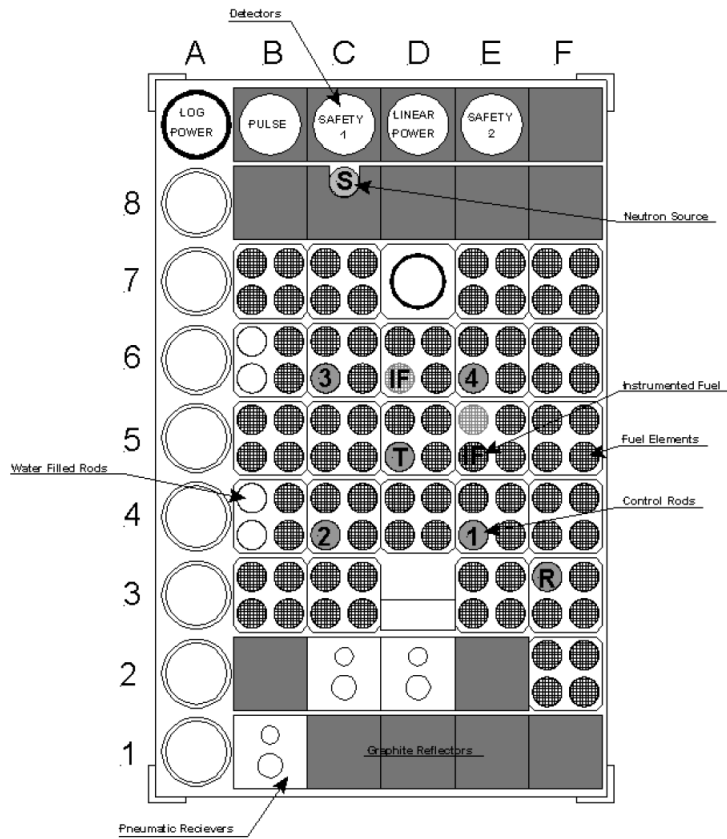 Detectors
A B C D E F
LOG
POWER
PULSE
SAFETY
1
LINEAR
POWER
SAFETY
2
8
S
Neutron Source
7
6
3
IF
4
Instrumented Fuel
5
T
IF
Fuel Elements
Water Filled Rods
4
2
1
Control Rods
3
R
2
1
Graphite Reflectors
Pneumatic Recievers